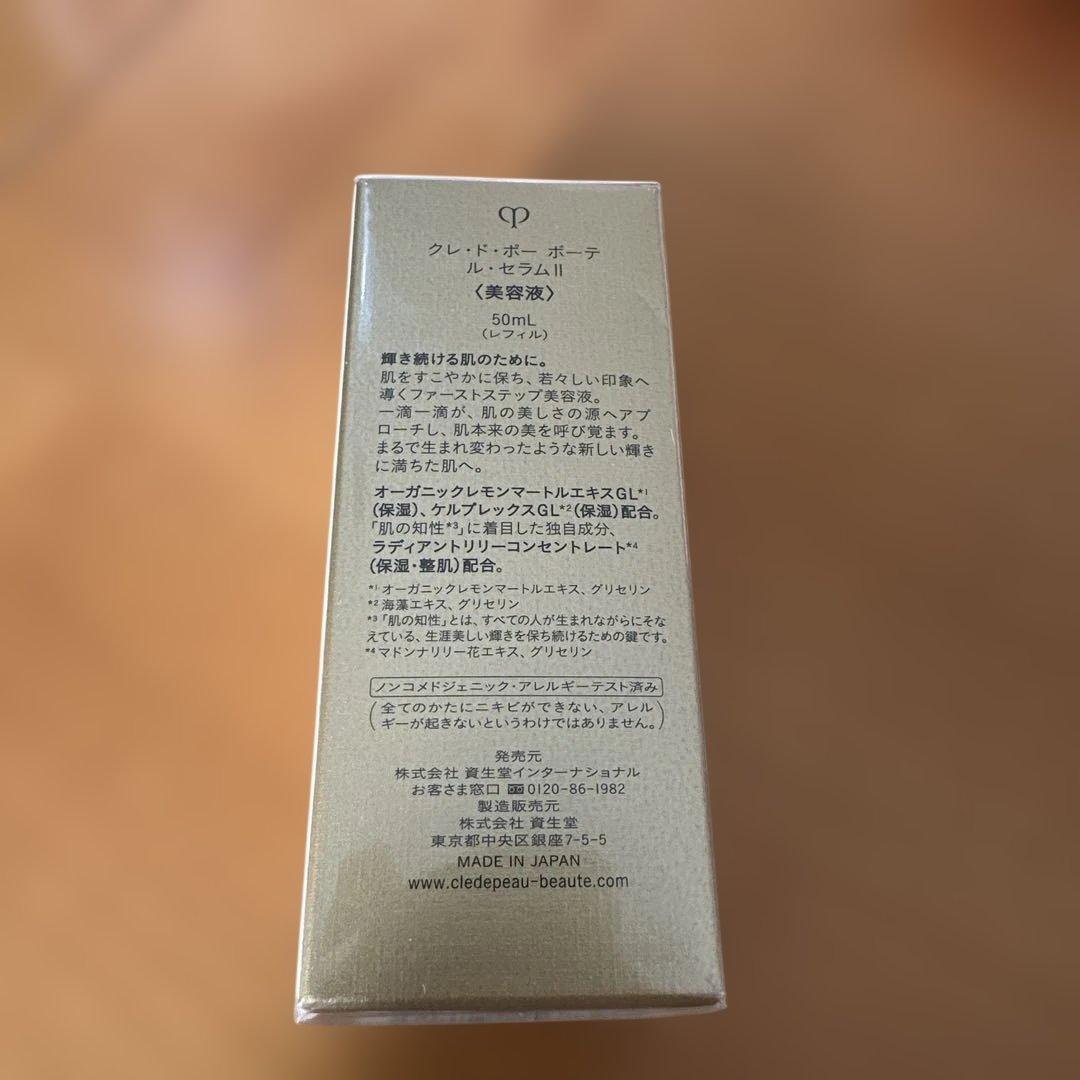 クレ・ド・ポー ボーテ
ル・セラムⅡ
〈美容液〉
50mL
(レフィル)
輝き続ける肌のために。
肌をすこやかに保ち、若々しい印象へ
導くファーストステップ美容液。
一滴一滴が、肌の美しさの源へアプ
ローチし、肌本来の美を呼び覚ます。
まるで生まれ変わったような新しい輝き
に満ちた肌へ。
オーガニックレモンマートルエキスGL*1
(保湿)、ケルプレックスGL*2(保湿)配合。
「肌の知性*3」に着目した独自成分、
ラディアントリリーコンセントレート*4
(保湿・整肌)配合。
*1 オーガニックレモンマートルエキス、グリセリン
*2 海藻エキス、グリセリン
*3「肌の知性」とは、すべての人が生まれながらにそな
えている、生涯美しい輝きを保ち続けるための鍵です。
*4 マドンナリリー花エキス、グリセリン
ノンコメドジェニック・アレルギーテスト済み
(全てのかたにニキビができない、アレル
ギーが起きないというわけではありません。)
発売元
株式会社 資生堂インターナショナル
お客さま窓口 0120-86-1982
製造販売元
株式会社 資生堂
東京都中央区銀座7-5-5
MADE IN JAPAN
www.cledepeau-beaute.com